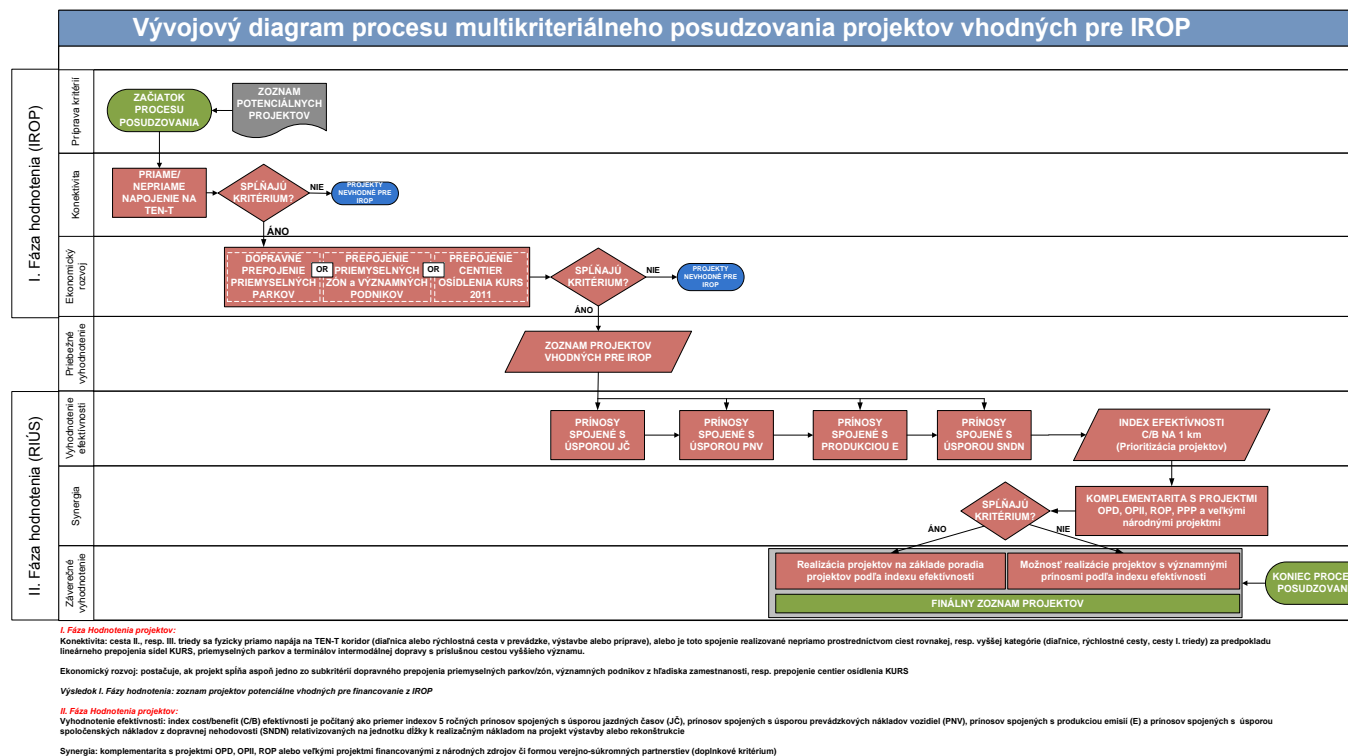 Vývojový diagram procesu multikriteriálneho posudzovania projektov vhodných pre IROP
I. Fáza hodnotenia (IROP)
Príprava kritérií
ZAČIATOK
PROCESU
POSUDZOVANIA
ZOZNAM
POTENCIÁLNYCH
PROJEKTOV
Konektivita
PRIAME/
NEPRIAME
NAPOJENIE NA
TEN-T
SPĹŇAJÚ
KRITÉRIUM?
NIE
PROJEKTY
NEVHODNÉ PRE
IROP
ÁNO
Ekonomický
rozvoj
DOPRAVNÉ
PREPOJENIE
PRIEMYSELNÝCH
PARKOV
OR
PREPOJENIE
PRIEMYSELNÝCH
ZÓN a VÝZNAMNÝCH
PODNIKOV
OR
PREPOJENIE
CENTIER
OSÍDLENIA KURS
2011
SPĹŇAJÚ
KRITÉRIUM?
NIE
PROJEKTY
NEVHODNÉ PRE
IROP
ÁNO
Priebežné
vyhodnotenie
ZOZNAM PROJEKTOV
VHODNÝCH PRE IROP
II. Fáza hodnotenia (RIÚS)
Vyhodnotenie
efektívnosti
PRÍNOSY
SPOJENÉ S
ÚSPOROU JČ
PRÍNOSY
SPOJENÉ S
ÚSPOROU PNV
PRÍNOSY
SPOJENÉ S
PRODUKCIOU E
PRÍNOSY
SPOJENÉ S
ÚSPOROU SNDN
INDEX EFEKTÍVNOSTI
C/B NA 1 km
(Prioritizácia projektov)
Synergia
SPĹŇAJÚ
KRITÉRIUM?
KOMPLEMENTARITA S PROJEKTMI
OPD, OPII, ROP, PPP a veľkými
národnými projektmi
ÁNO
NIE
Záverečné
vyhodnotenie
Realizácia projektov na základe poradia
projektov podľa indexu efektivnosti
Možnosť realizácie projektov s významnými
prínosmi podľa indexu efektivnosti
FINÁLNY ZOZNAM PROJEKTOV
KONIEC PROCE
POSUDZOVAN
I. Fáza Hodnotenia projektov:
Konektivita: cesta II., resp. III. triedy sa fyzicky priamo napája na TEN-T koridor (diaľnica alebo rýchlostná cesta v prevádzke, výstavbe alebo príprave), alebo je toto spojenie realizované nepriamo prostredníctvom ciest rovnakej, resp. vyššej kategórie (diaľnice, rýchlostné cesty, cesty I. triedy) za predpokladu
lineárneho prepojenia sídel KURS, priemyselných parkov a terminálov intermodálnej dopravy s príslušnou cestou vyššieho významu.
Ekonomický rozvoj: postačuje, ak projekt spĺňa aspoň jedno zo subkritérií dopravného prepojenia priemyselných parkov/zón, významných podnikov z hľadiska zamestnanosti, resp. prepojenie centier osídlenia KURS
Výsledok I. Fázy hodnotenia: zoznam projektov potenciálne vhodných pre financovanie z IROP
II. Fáza Hodnotenia projektov:
Vyhodnotenie efektívnosti: index cost/benefit (C/B) efektívnosti je počítaný ako priemer indexov 5 ročných prínosov spojených s úsporou jazdných časov (JČ), prínosov spojených s úsporou prevádzkových nákladov vozidiel (PNV), prínosov spojených s produkciou emisií (E) a prínosov spojených s úsporou
spoločenských nákladov z dopravnej nehodovosti (SNDN) relativizovaných na jednotku dĺžky k realizačným nákladom na projekt výstavby alebo rekonštrukcie
Synergia: komplementarita s projektmi OPD, OPII, ROP alebo veľkými projektmi financovanými z národných zdrojov či formou verejno-súkromných partnerstiev (doplnkové kritérium)